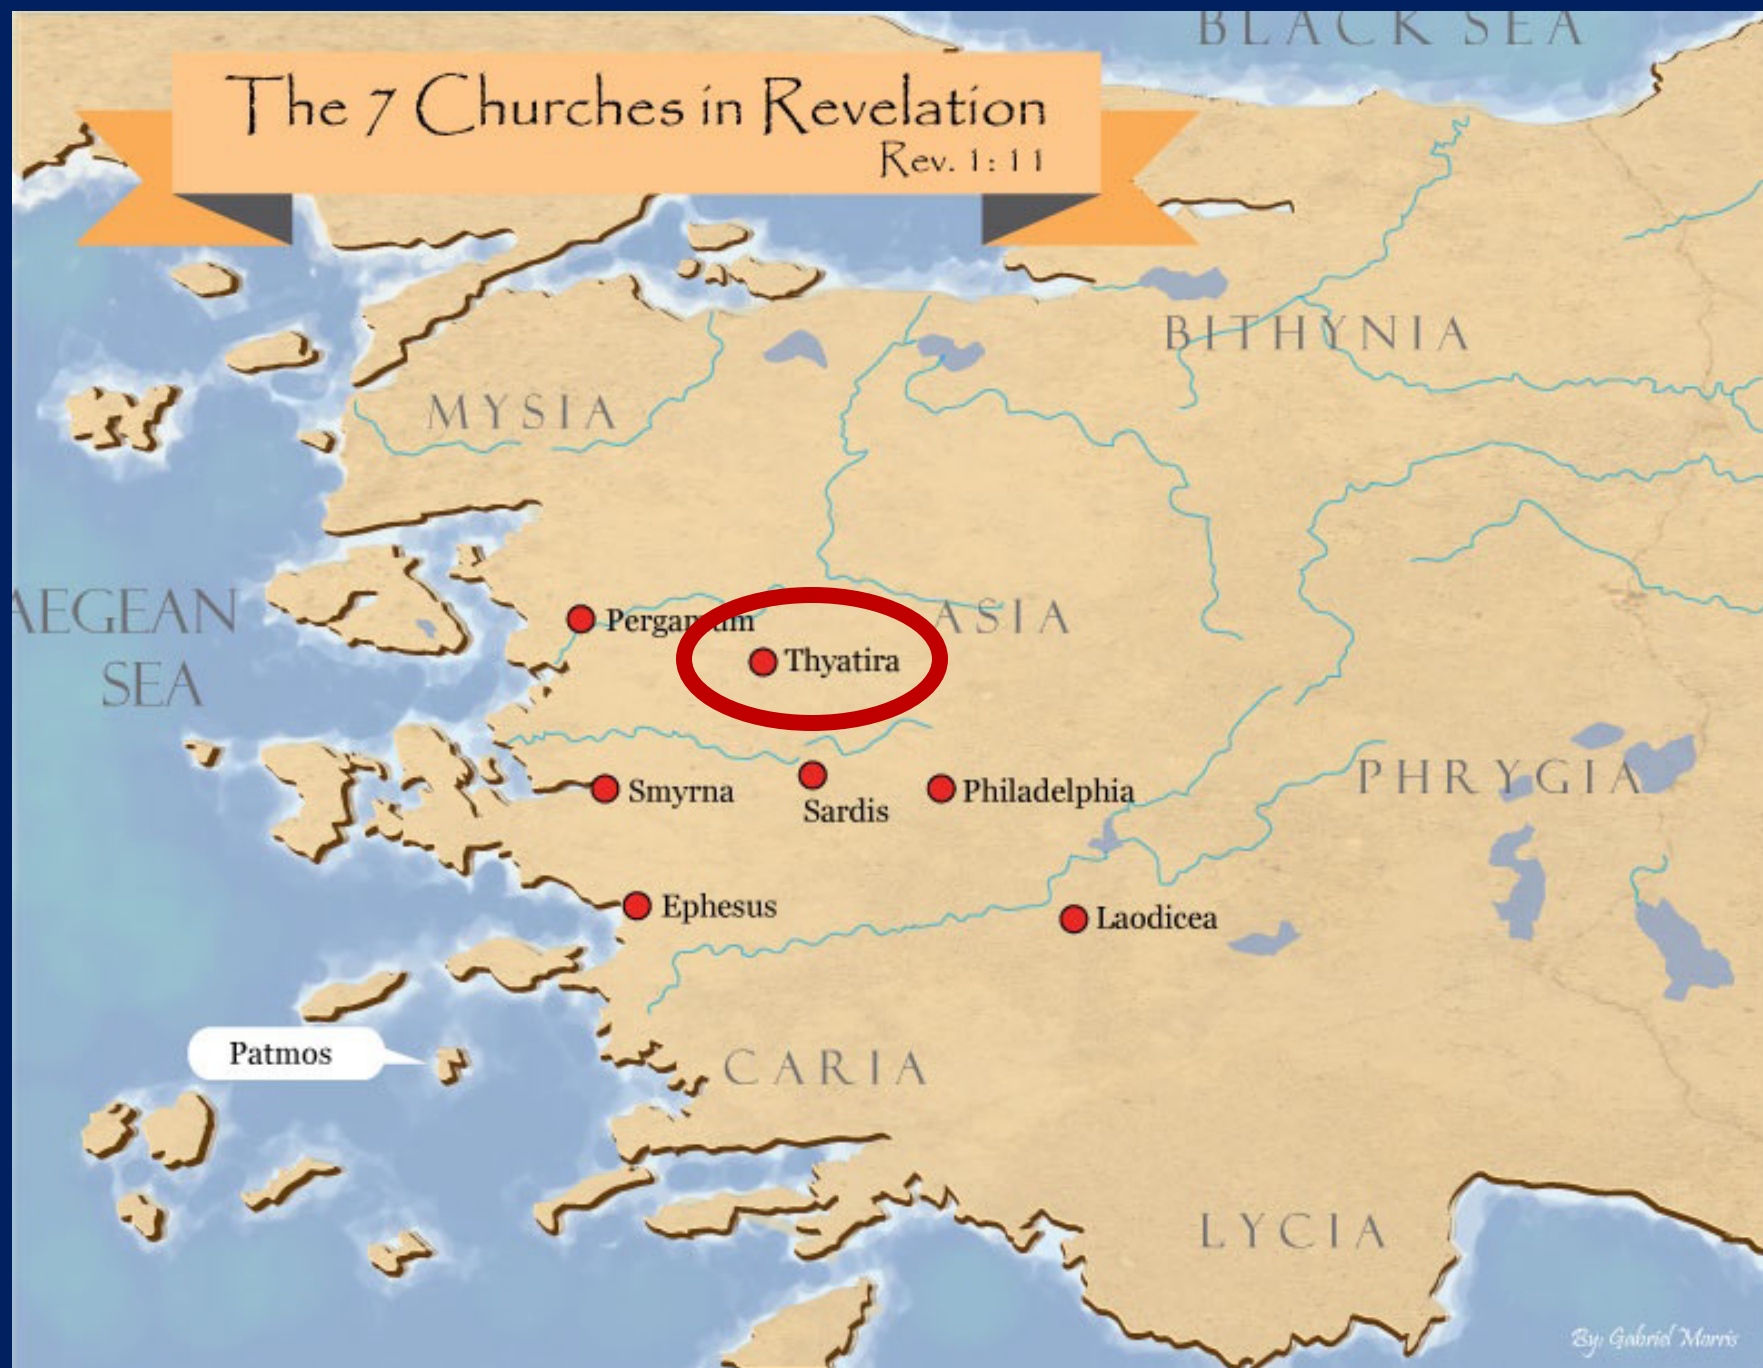 BLACK SEA
The 7 Churches in Revelation
Rev. 1:11
BITHYNIA
MYSIA
AEGEAN
SEA
ASIA
Pergamum
Thyatira
PHRYGIA
Smyrna
Sardis
Philadelphia
Ephesus
Laodicea
Patmos
CARIA
LYCIA
By: Gabriel Morris